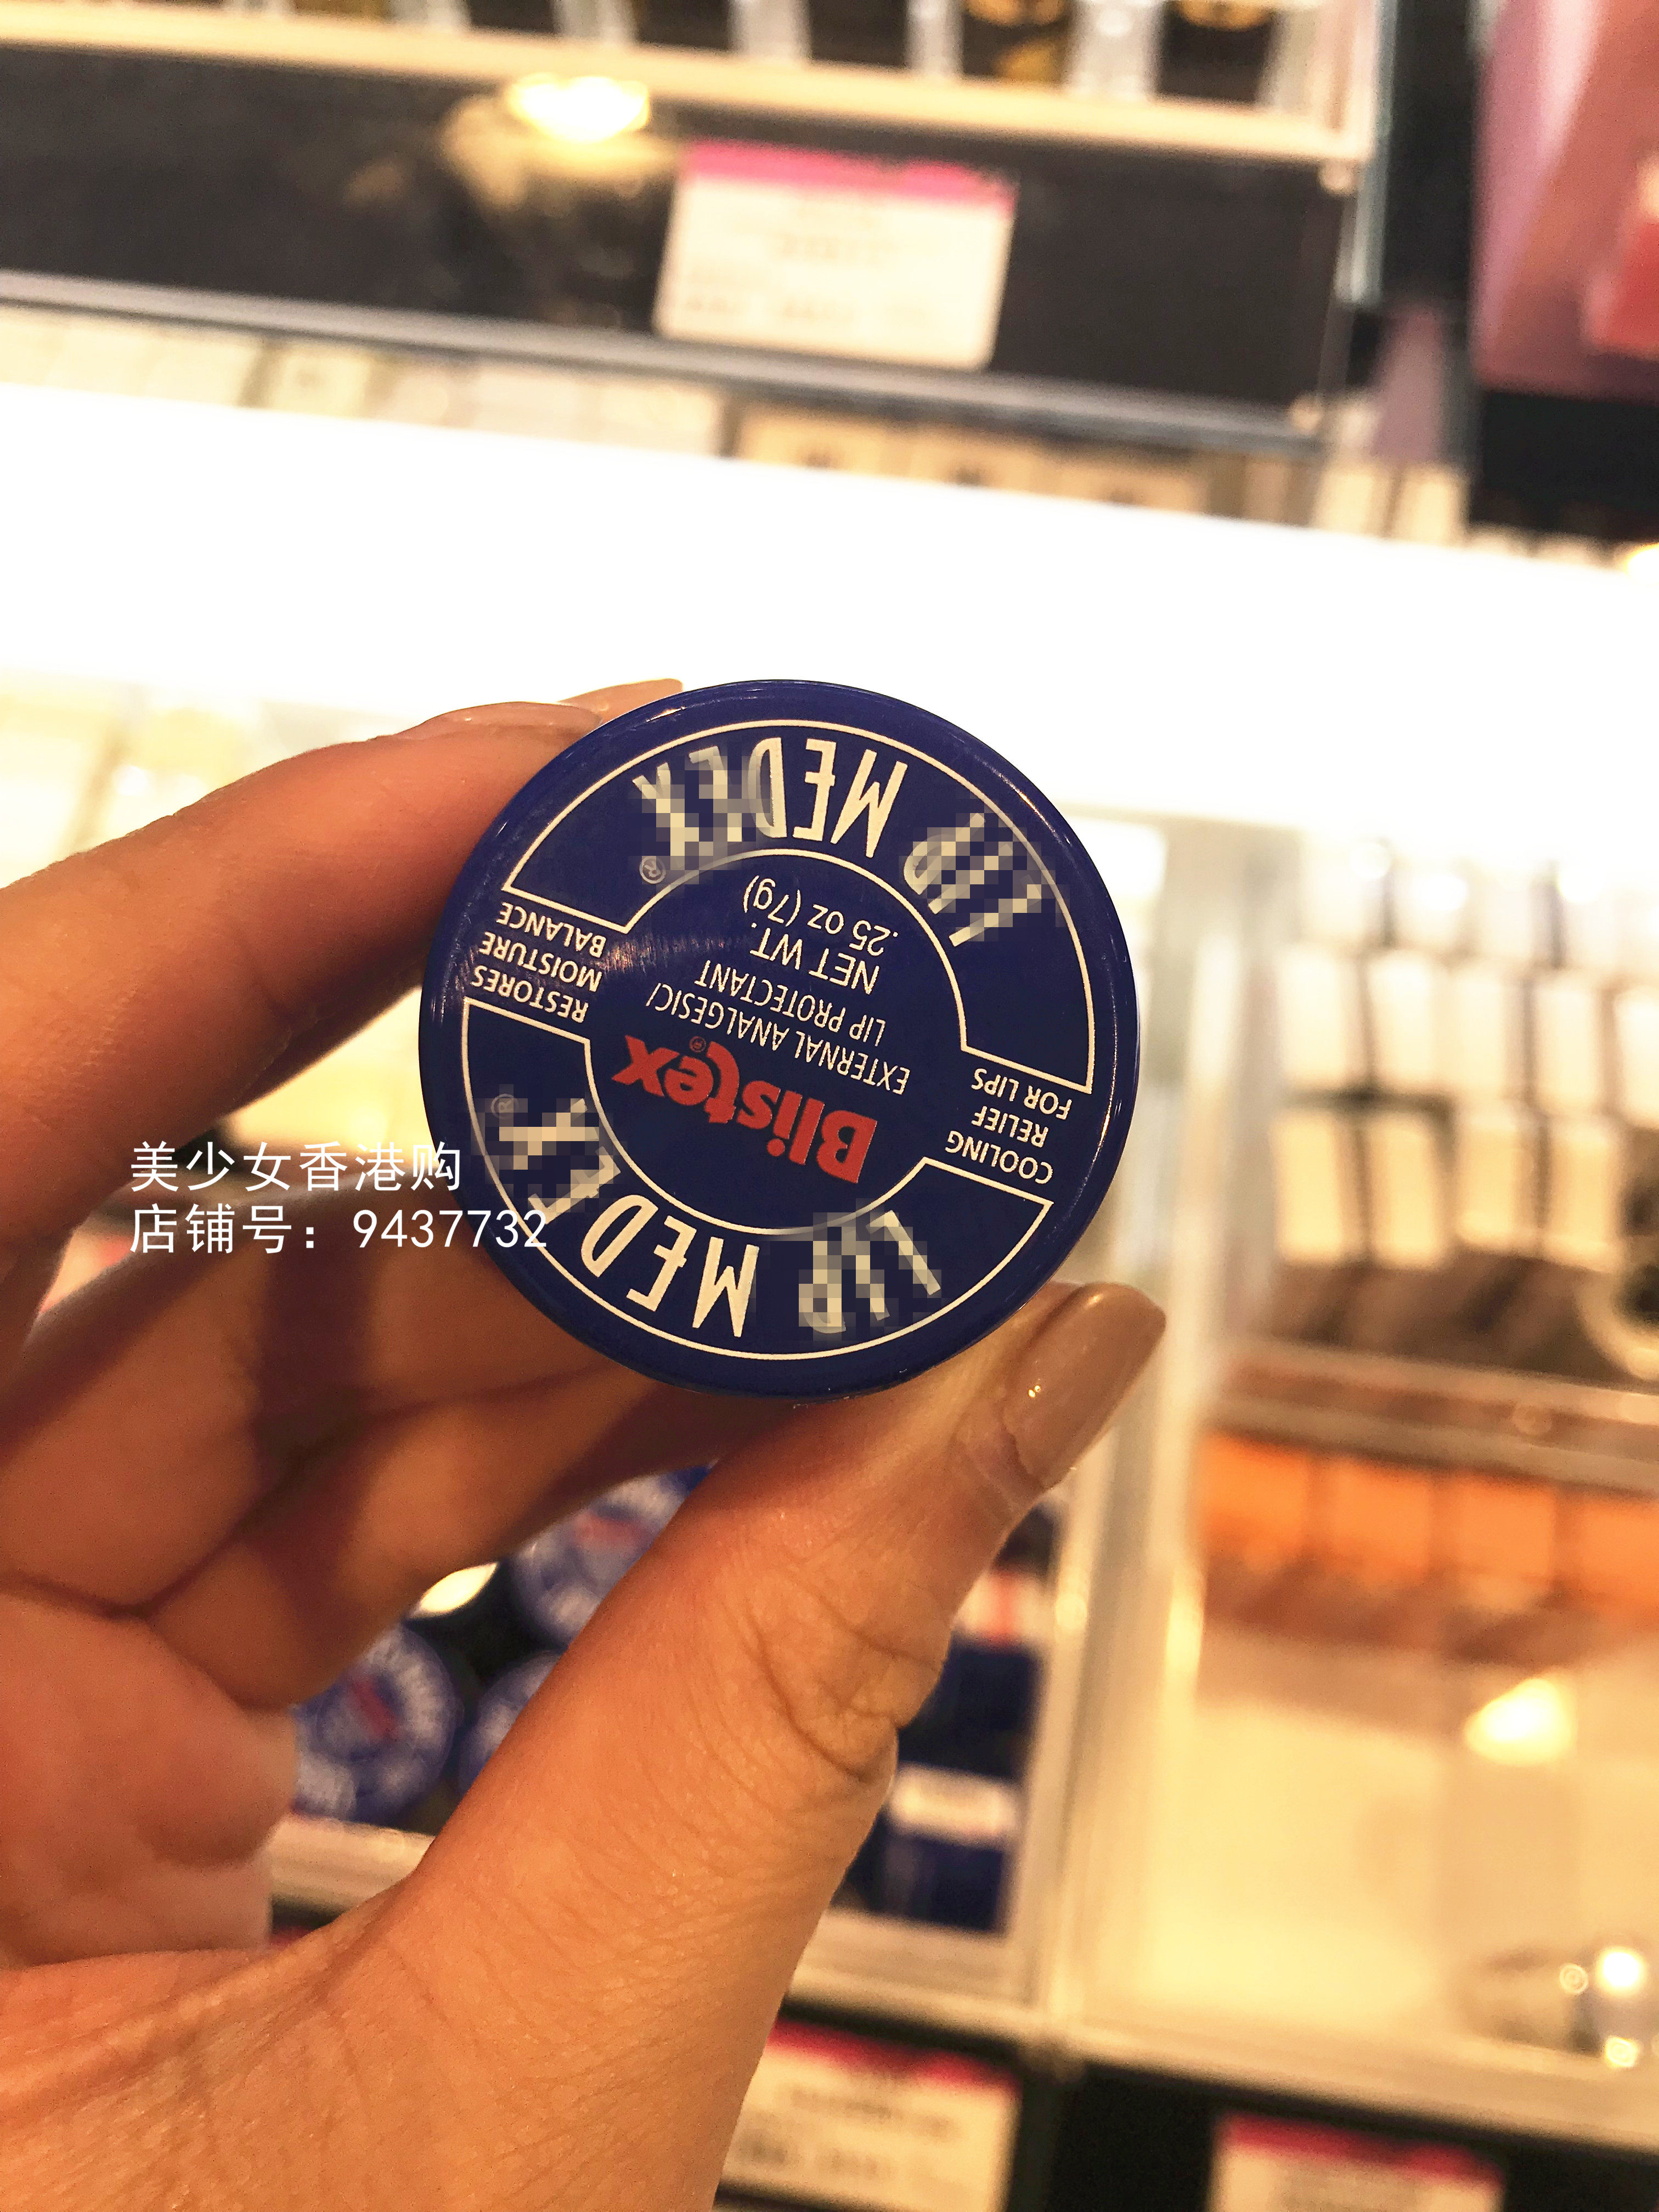 LIP MEDEX
®
COOLING
RELIEF
FOR LIPS
Blistex®
EXTERNAL ANALGESIC/
LIP PROTECTANT
NET WT.
.25 OZ (7g)
RESTORES
MOISTURE
BALANCE
LIP MEDEX
®
美少女香港购
店铺号：9437732